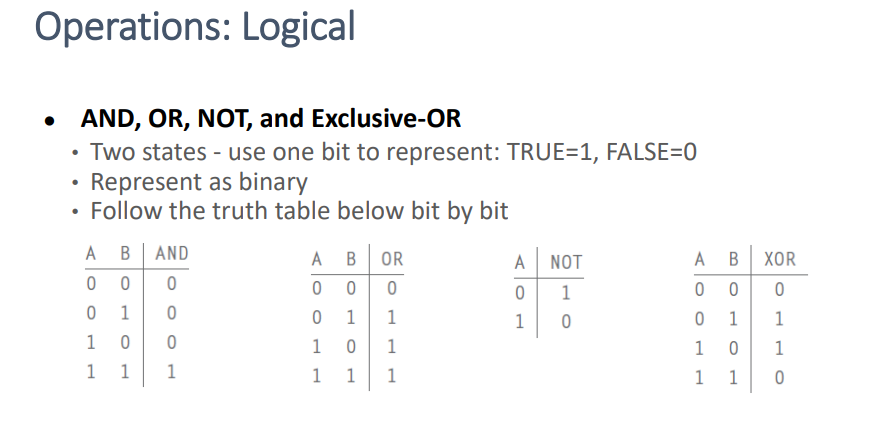 Operations: Logical
● AND, OR, NOT, and Exclusive-OR
• Two states - use one bit to represent: TRUE=1, FALSE=0
• Represent as binary
• Follow the truth table below bit by bit
A B AND
0 0 0
0 1 0
1 0 0
1 1 1
A B OR
0 0 0
0 1 1
1 0 1
1 1 1
A NOT
0 1
1 0
A B XOR
0 0 0
0 1 1
1 0 1
1 1 0